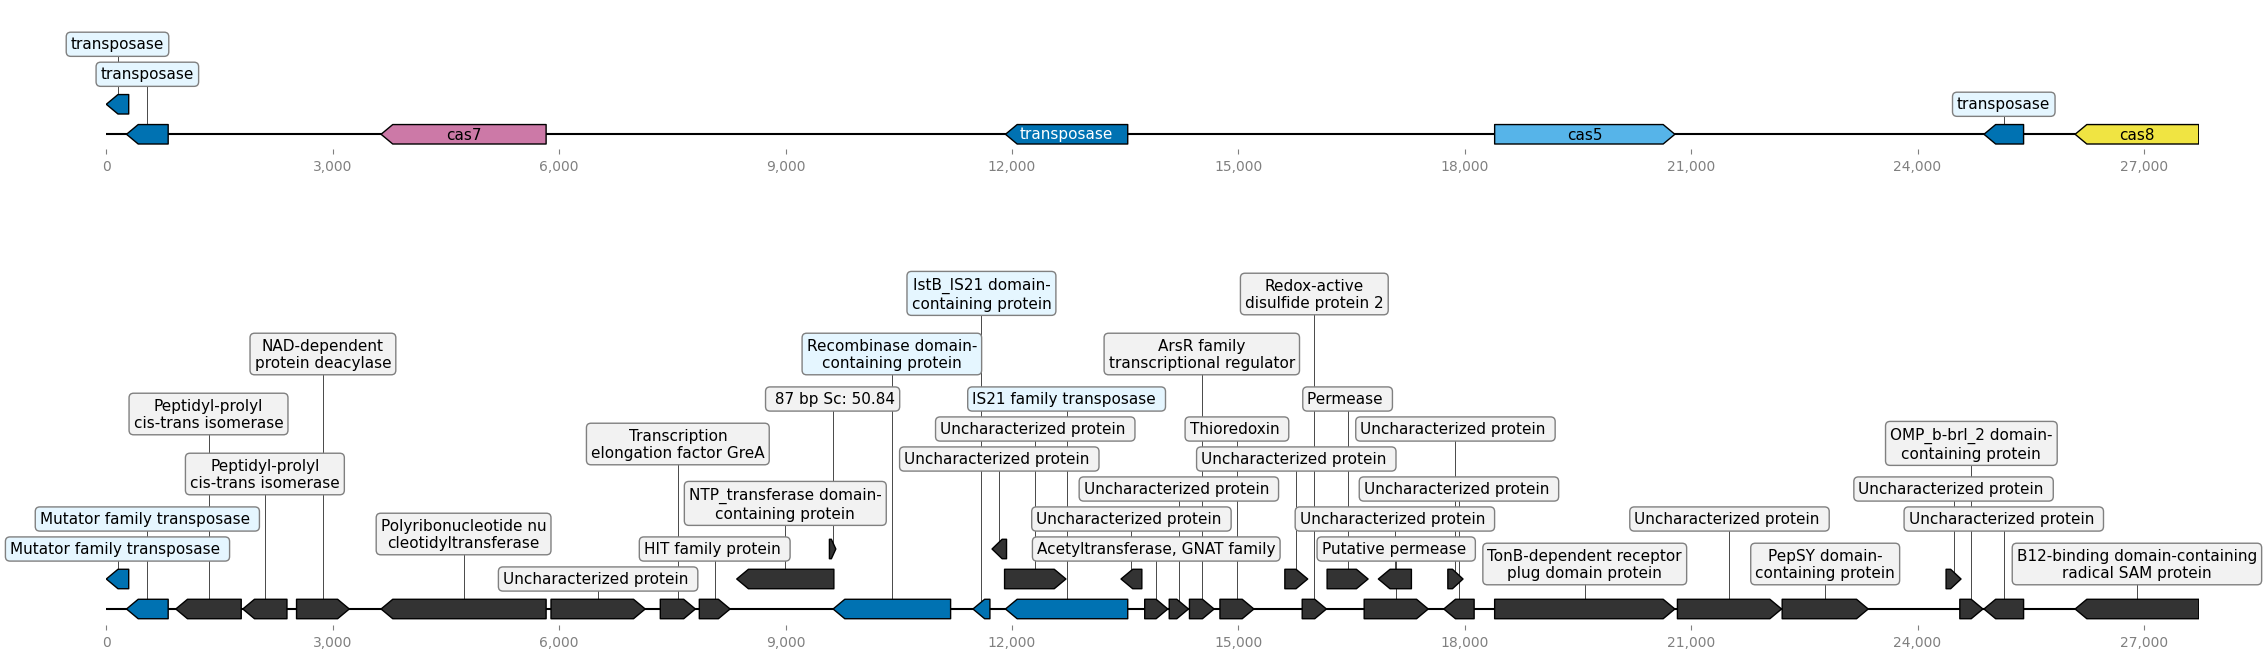 transposase
transposase
transposase
cas7
transposase
cas5
cas8
0
3,000
6,000
9,000
12,000
15,000
18,000
21,000
24,000
27,000
IstB_IS21 domain-
containing protein
Redox-active
disulfide protein 2
NAD-dependent
protein deacylase
Recombinase domain-
containing protein
ArsR family
transcriptional regulator
87 bp Sc: 50.84
IS21 family transposase
Permease
Peptidyl-prolyl
cis-trans isomerase
Transcription
elongation factor GreA
Uncharacterized protein
Thioredoxin
Uncharacterized protein
OMP_b-brl_2 domain-
containing protein
Uncharacterized protein
Uncharacterized protein
Peptidyl-prolyl
cis-trans isomerase
NTP_transferase domain-
containing protein
Uncharacterized protein
Uncharacterized protein
Uncharacterized protein
Mutator family transposase
Polyribonucleotide nu
cleotidyltransferase
Uncharacterized protein
Uncharacterized protein
Uncharacterized protein
Uncharacterized protein
Mutator family transposase
HIT family protein
Acetyltransferase, GNAT family
Putative permease
TonB-dependent receptor
plug domain protein
PepSY domain-
containing protein
B12-binding domain-containing
radical SAM protein
Uncharacterized protein
0
3,000
6,000
9,000
12,000
15,000
18,000
21,000
24,000
27,000